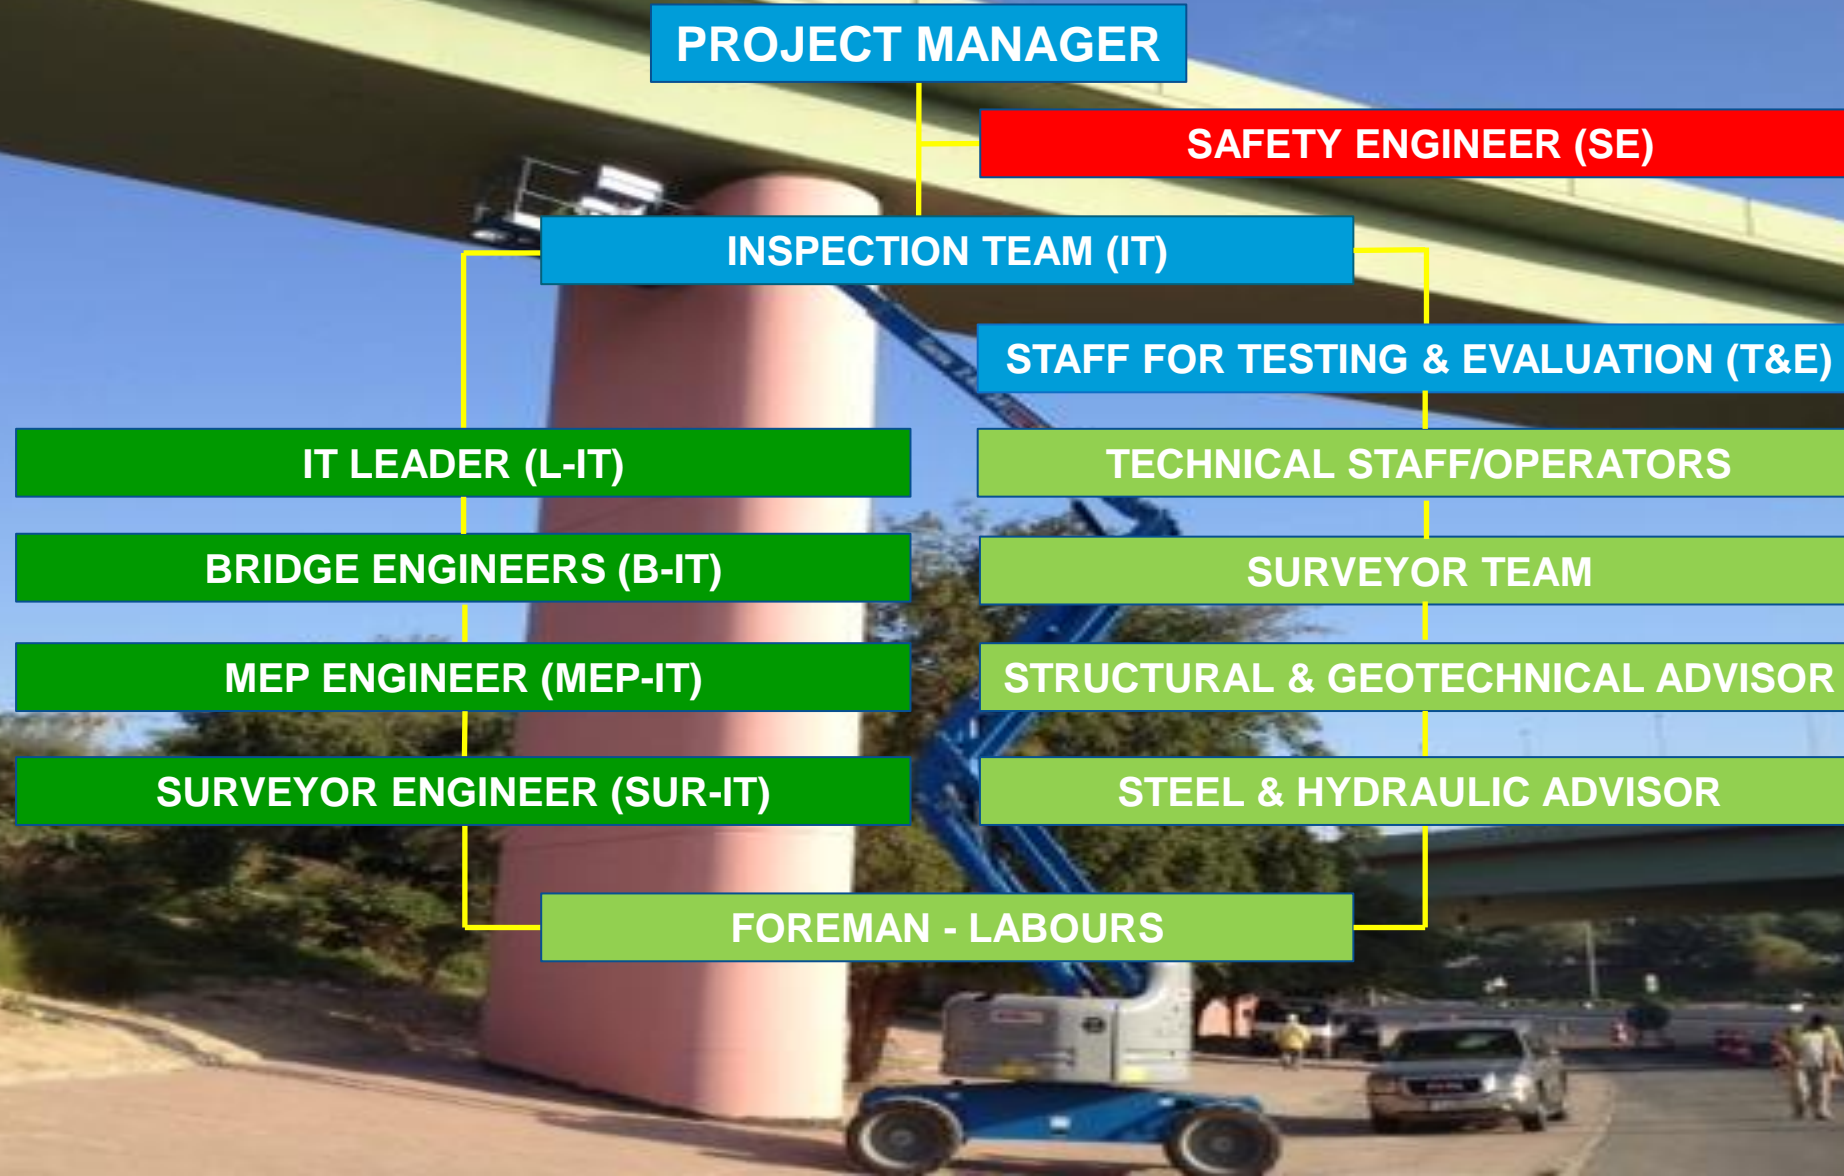 PROJECT MANAGER
SAFETY ENGINEER (SE)
INSPECTION TEAM (IT)
STAFF FOR TESTING & EVALUATION (T&E)
IT LEADER (L-IT)
TECHNICAL STAFF/OPERATORS
BRIDGE ENGINEERS (B-IT)
SURVEYOR TEAM
MEP ENGINEER (MEP-IT)
STRUCTURAL & GEOTECHNICAL ADVISOR
SURVEYOR ENGINEER (SUR-IT)
STEEL & HYDRAULIC ADVISOR
FOREMAN - LABOURS